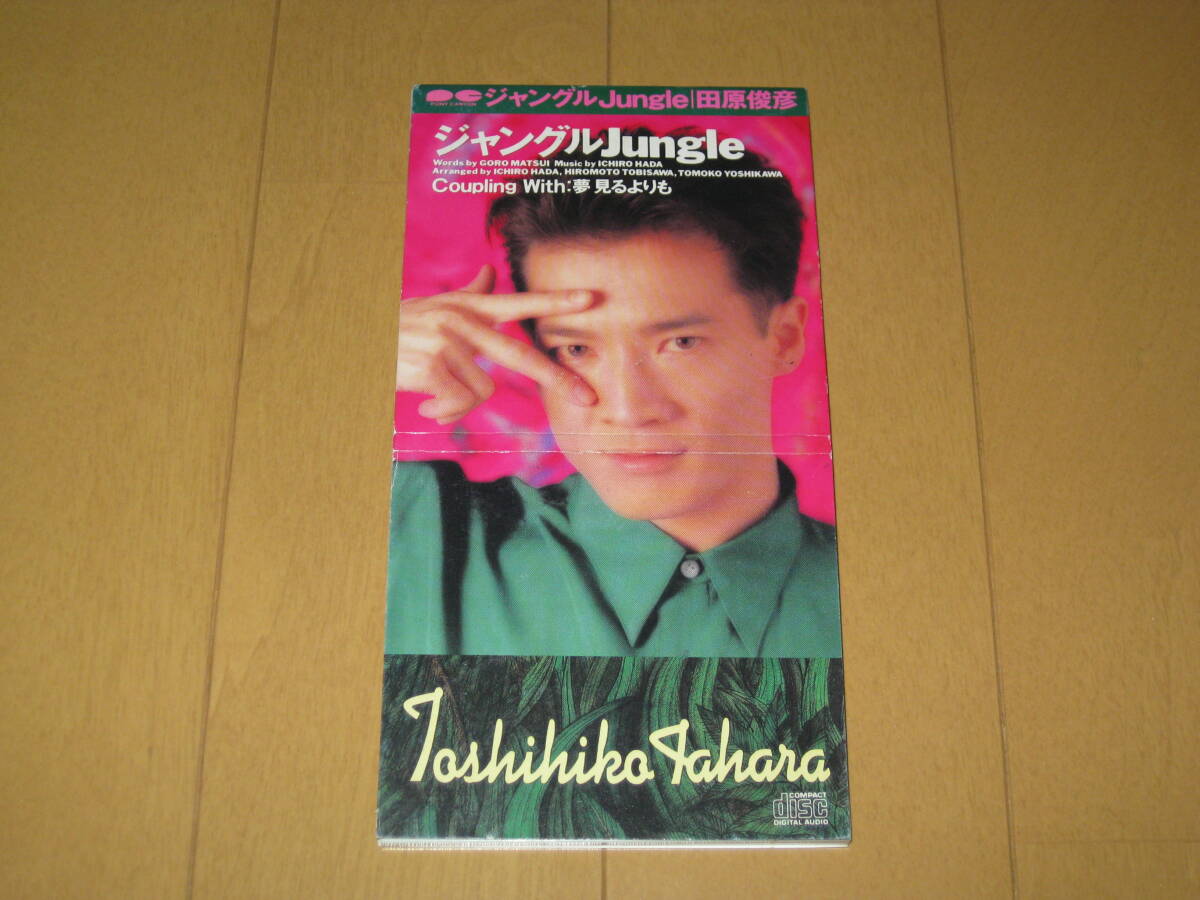 PONY CANYON ジャングルJungle|田原俊彦
ジャングルJungle
Words by GORO MATSUI Music by ICHIRO HADA
Arranged by ICHIRO HADA, HIROMOTO TOBISAWA, TOMOKO YOSHIKAWA
Coupling With:夢見るよりも
Toshihiko Tahara
COMPACT
disc
DIGITAL AUDIO